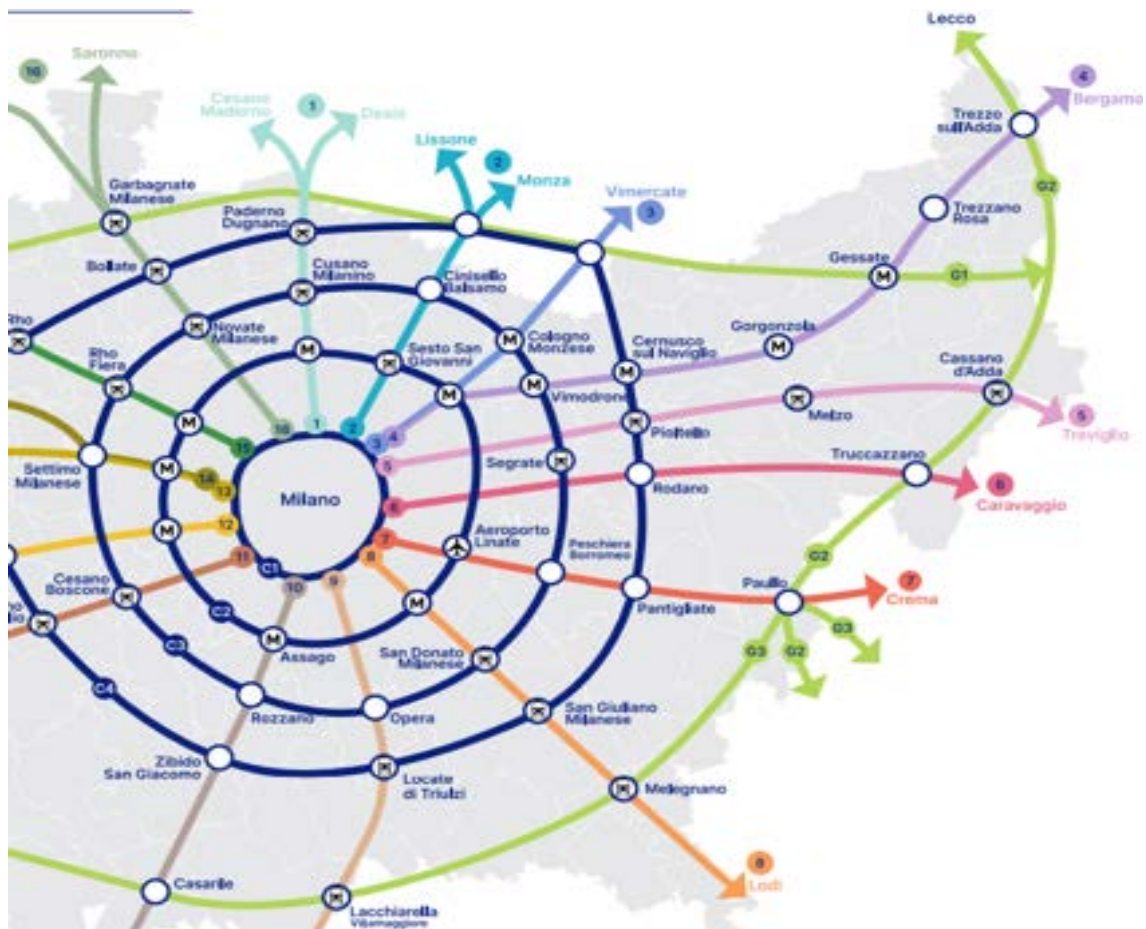 Lecco
Saronno
16
4
Bergamo
Cesano
Maderno
1
Desio
Trezzo
sull'Adda
Lissone
2
Monza
Garbagnate
Milanese
Vimercate
3
G2
Paderno
Dugnano
Trezzano
Rosa
Bollate
Cusano
Milanino
Cinisello
Balsamo
Gessate
G1
Rho
Novate
Milanese
M
Sesto San
Giovanni
Cologno
Monzese
Cernusco
sul Naviglio
Gorgonzola
Rho
Fiera
Vimodrone
Cassano
d'Adda
Melzo
5
Treviglio
16
1
2
3
4
15
5
Pioltello
Settimo
Milanese
14
13
Milano
Segrate
Rodano
Truccazzano
6
6
Caravaggio
12
7
8
Aeroporto
Linate
Peschiera
Borromeo
G2
11
C1
10
9
Cesano
Boscone
C2
Pantigliate
Paullo
7
Crema
G3
G3
G2
Assago
C3
San Donato
Milanese
C4
Rozzano
Opera
San Giuliano
Milanese
Zibido
San Giacomo
Locate
di Triulzi
Melegnano
8
Lodi
Casarile
Lacchiarella
Villamaggiore